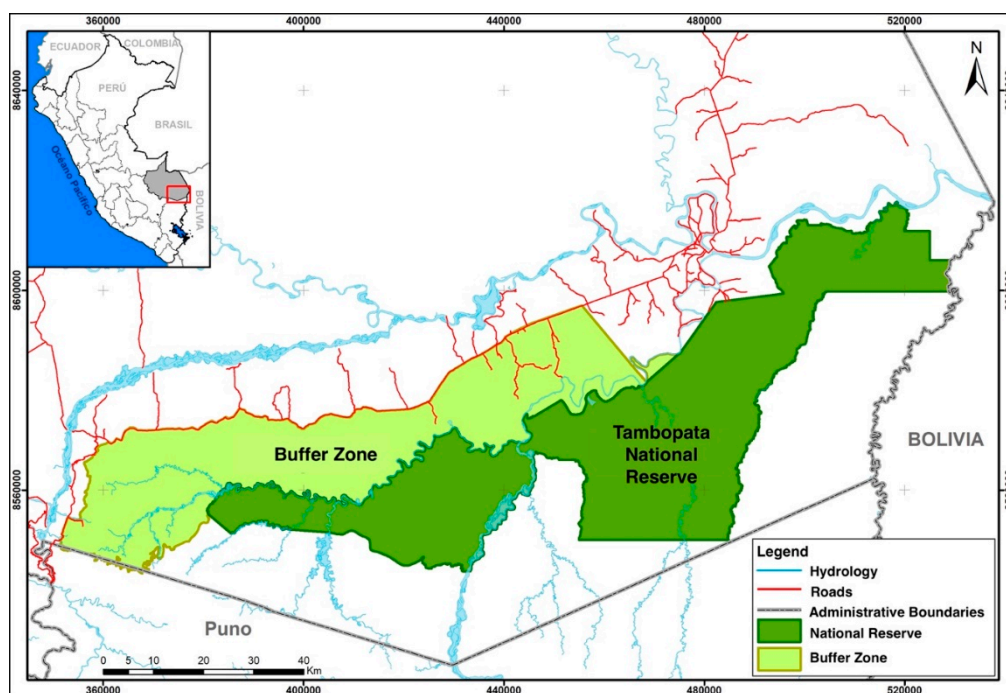 360000 400000 440000 480000 520000
N
ECUADOR
COLOMBIA
PERÚ
BRASIL
Océano Pacífico
BOLIVIA
8640000
8600000
8560000
Buffer Zone
Tambopata
National
Reserve
BOLIVIA
Puno
0 5 10 20 30 40
Km
Legend
Hydrology
Roads
Administrative Boundaries
National Reserve
Buffer Zone
360000 400000 440000 480000 520000